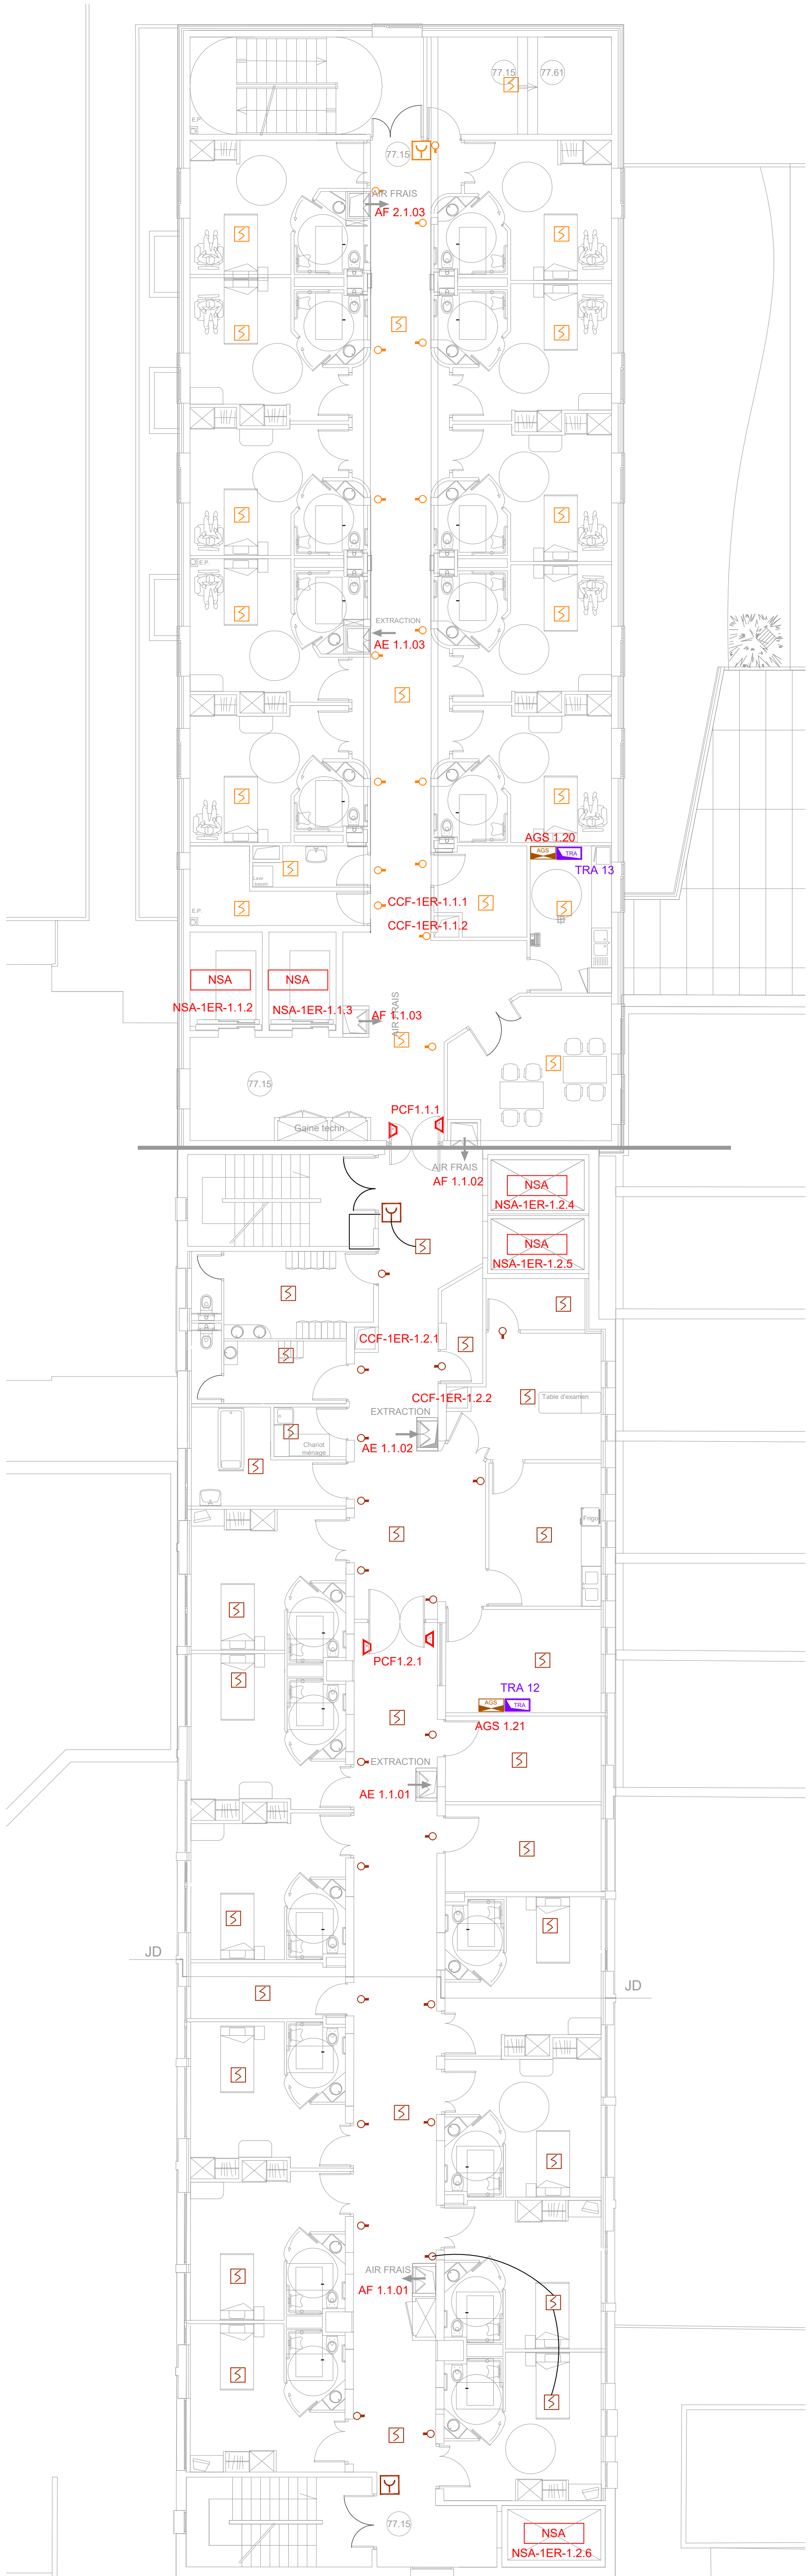 77.15
77.61
E.P.
77.15
AIR FRAIS
AF 2.1.03
E.P.
EXTRACTION
AE 1.1.03
AGS 1.20
AGS
TRA
TRA 13
Lave
bassin
CCF-1ER-1.1.1
E.P.
CCF-1ER-1.1.2
NSA
NSA
NSA-1ER-1.1.2
NSA-1ER-1.1.3
AIR FRAIS
AF 1.1.03
77.15
PCF1.1.1
Gaine techn.
AIR FRAIS
AF 1.1.02
NSA
NSA-1ER-1.2.4
NSA
NSA-1ER-1.2.5
CCF-1ER-1.2.1
CCF-1ER-1.2.2
Table d'examen
EXTRACTION
AE 1.1.02
Chariot
ménage
Frigo
PCF1.2.1
TRA 12
AGS
TRA
AGS 1.21
EXTRACTION
AE 1.1.01
JD
JD
AIR FRAIS
AF 1.1.01
77.15
NSA
NSA-1ER-1.2.6